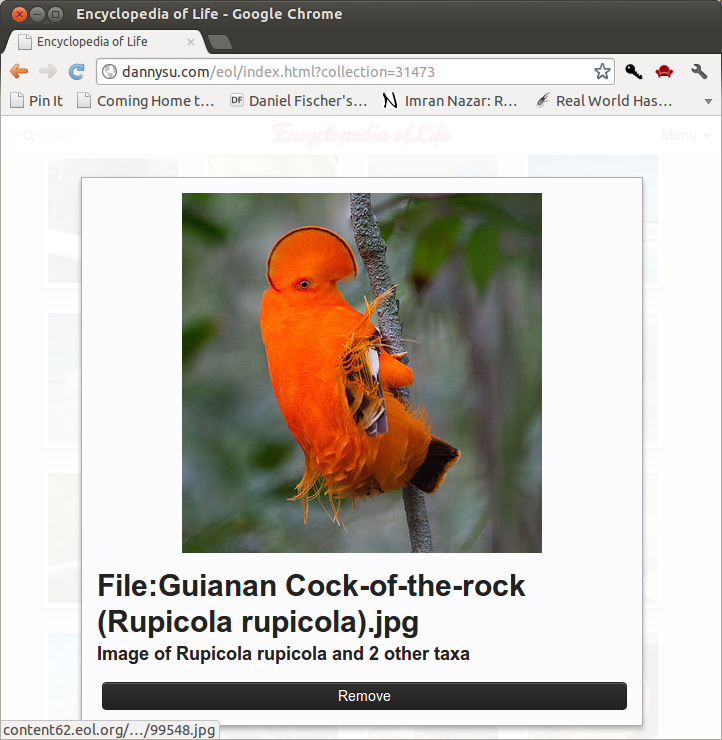 Encyclopedia of Life - Google Chrome
Encyclopedia of Life
dannysu.com/eol/index.html?collection=31473
Pin It
Coming Home t...
DF Daniel Fischer's...
Imran Nazar: R...
Real World Has...
Search
Encyclopedia of Life
Menu
File:Guianan Cock-of-the-rock
(Rupicola rupicola).jpg
Image of Rupicola rupicola and 2 other taxa
Remove
content62.eol.org/.../99548.jpg